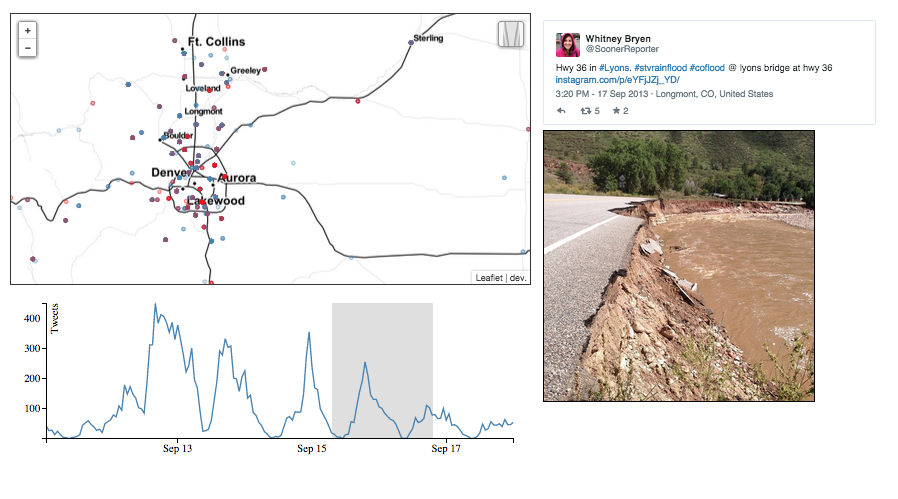 +
−
Ft. Collins
Sterling
Greeley
Loveland
Longmont
Boulder
Denver
Aurora
Lakewood
Leaflet | dev.
Whitney Bryen
@SoonerReporter
Hwy 36 in #Lyons. #stvrainflood #coflood @ lyons bridge at hwy 36
instagram.com/p/eYFjJZj_YD/
3:20 PM - 17 Sep 2013 · Longmont, CO, United States
5 2
Tweets
400
300
200
100
Sep 13 Sep 15 Sep 17